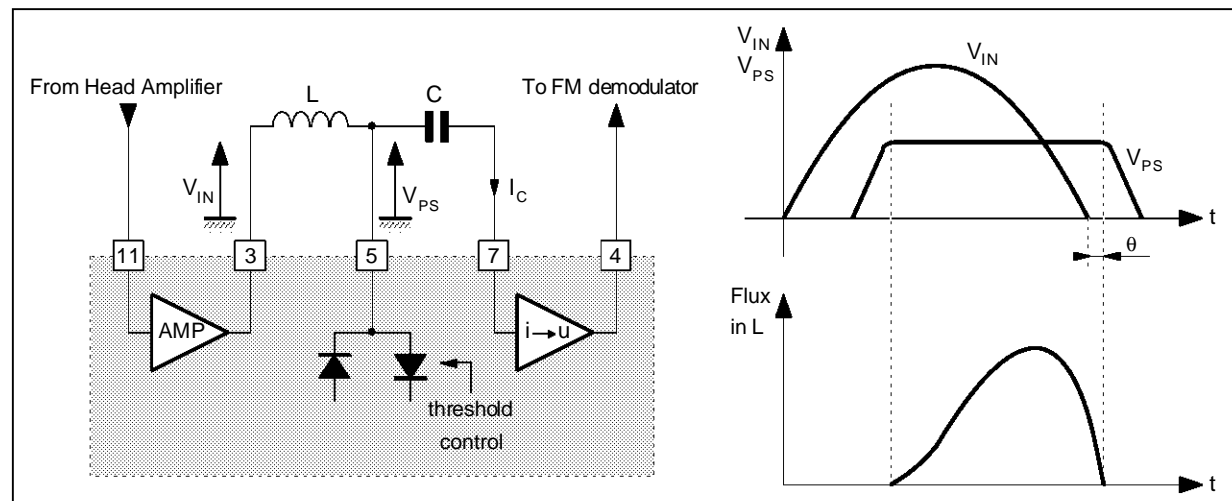 From Head Amplifier
L
C
To FM demodulator
V_IN
V_PS
I_C
11
3
5
7
4
AMP
i→u
threshold
control
V_IN
V_PS
V_IN
V_PS
t
θ
Flux
in L
t